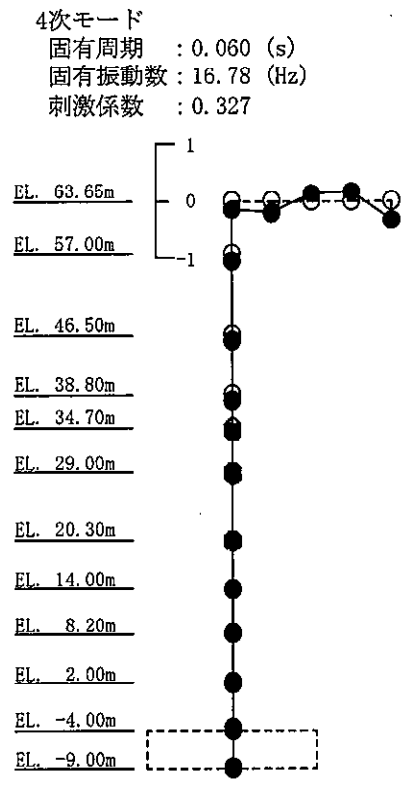 4次モード
固有周期 : 0.060 (s)
固有振動数 : 16.78 (Hz)
刺激係数 : 0.327
1
EL. 63.65m
0
EL. 57.00m
-1
EL. 46.50m
EL. 38.80m
EL. 34.70m
EL. 29.00m
EL. 20.30m
EL. 14.00m
EL. 8.20m
EL. 2.00m
EL. -4.00m
EL. -9.00m